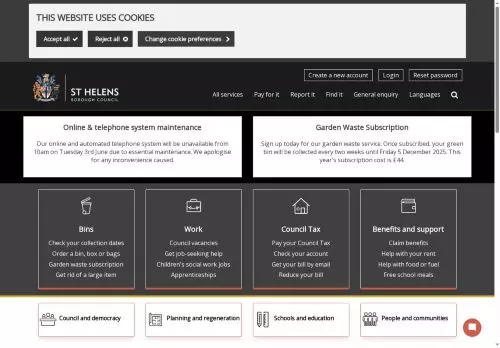 THIS WEBSITE USES COOKIES
Accept all
Reject all
Change cookie preferences
Create a new account
Login
Reset password
ST HELENS
BOROUGH COUNCIL
All services
Pay for it
Report it
Find it
General enquiry
Languages
Online & telephone system maintenance
Our online and automated telephone system will be unavailable from
10am on Tuesday 3rd June due to essential maintenance. We apologise
for any inconvenience caused.
Garden Waste Subscription
Sign up today for our garden waste service. Once subscribed, your green
bin will be collected every two weeks until Friday 5 December 2025. This
year's subscription cost is £44.
Bins
Check your collection dates
Order a bin, box or bags
Garden waste subscription
Get rid of a large item
Work
Council vacancies
Get job-seeking help
Children's social work jobs
Apprenticeships
Council Tax
Pay your Council Tax
Check your account
Get your bill by email
Reduce your bill
Benefits and support
Claim benefits
Help with your rent
Help with food or fuel
Free school meals
Council and democracy
Planning and regeneration
Schools and education
People and communities